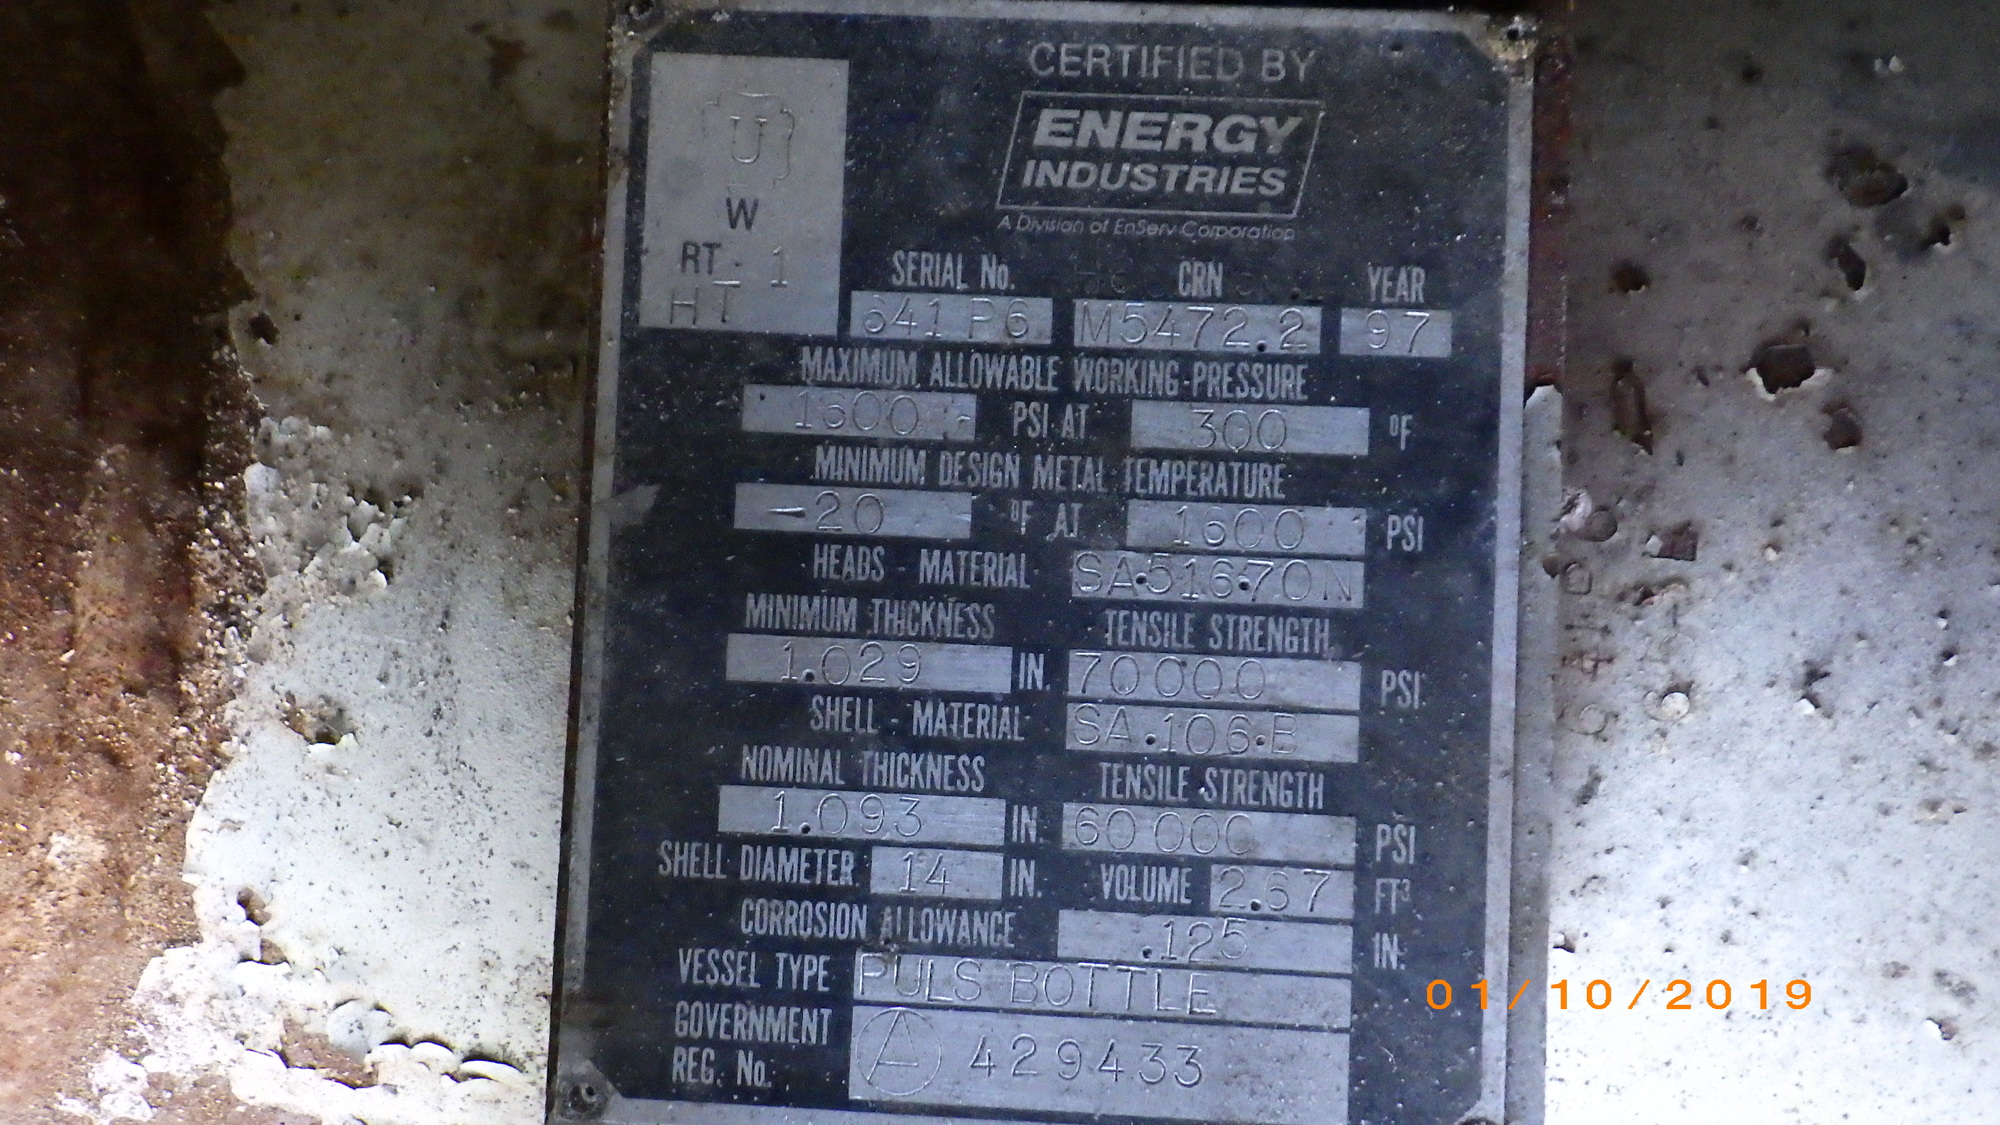 CERTIFIED BY
ENERGY
INDUSTRIES
A Division of EnServ Corporation
U
W
RT - 1
HT
SERIAL No. CRN YEAR
641 P6 M5472.2 97
MAXIMUM ALLOWABLE WORKING PRESSURE
1600 PSI AT 300 °F
MINIMUM DESIGN METAL TEMPERATURE
-20 °F AT 1600 PSI
HEADS - MATERIAL SA.516.70N
MINIMUM THICKNESS TENSILE STRENGTH
1.029 IN. 70000 PSI
SHELL - MATERIAL SA.106.B
NOMINAL THICKNESS TENSILE STRENGTH
1.093 IN. 60000 PSI
SHELL DIAMETER 14 IN. VOLUME 2.67 FT³
CORROSION ALLOWANCE .125 IN.
VESSEL TYPE PULS BOTTLE
GOVERNMENT
REG. No. A 429433
01/10/2019